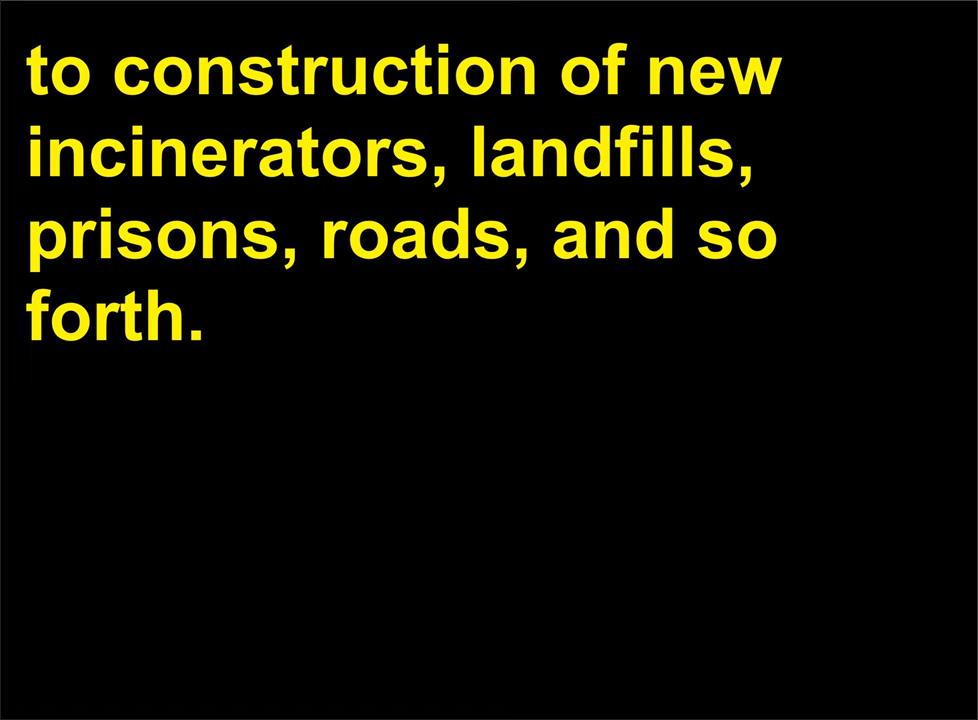 to construction of new
incinerators, landfills,
prisons, roads, and so
forth.